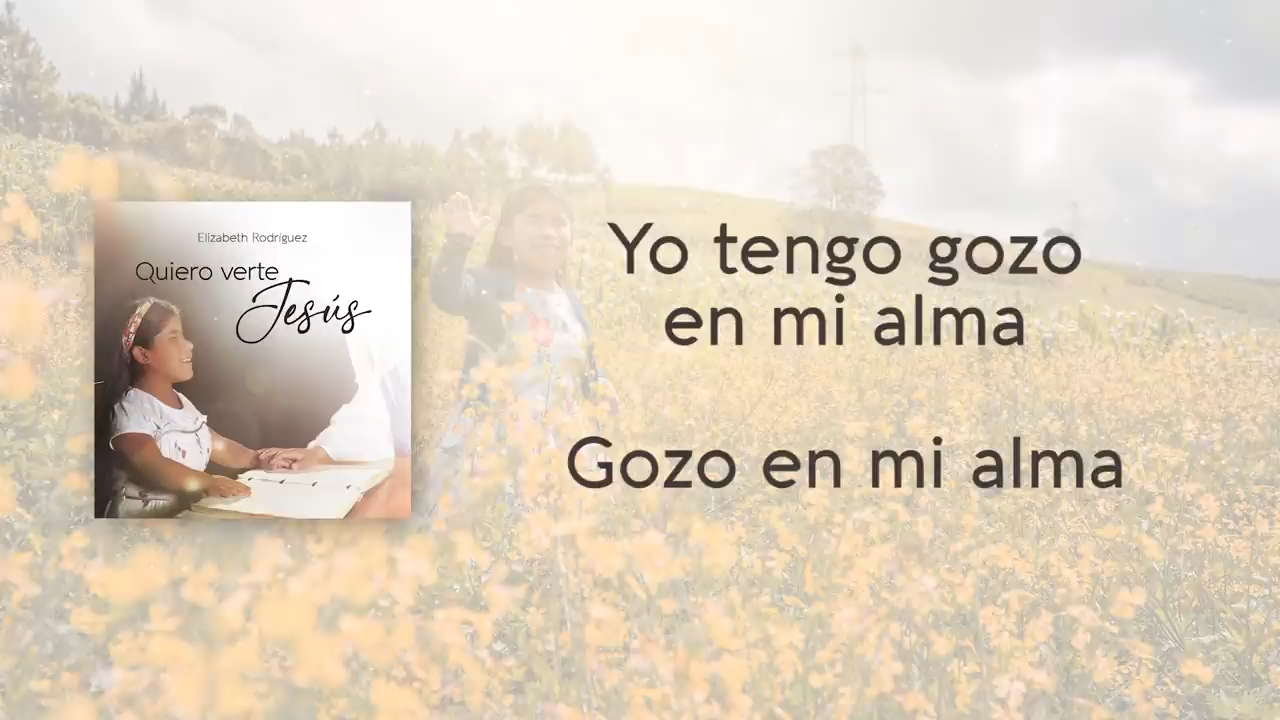 Elizabeth Rodríguez
Quiero verte
Jesús
Yo tengo gozo
en mi alma
Gozo en mi alma